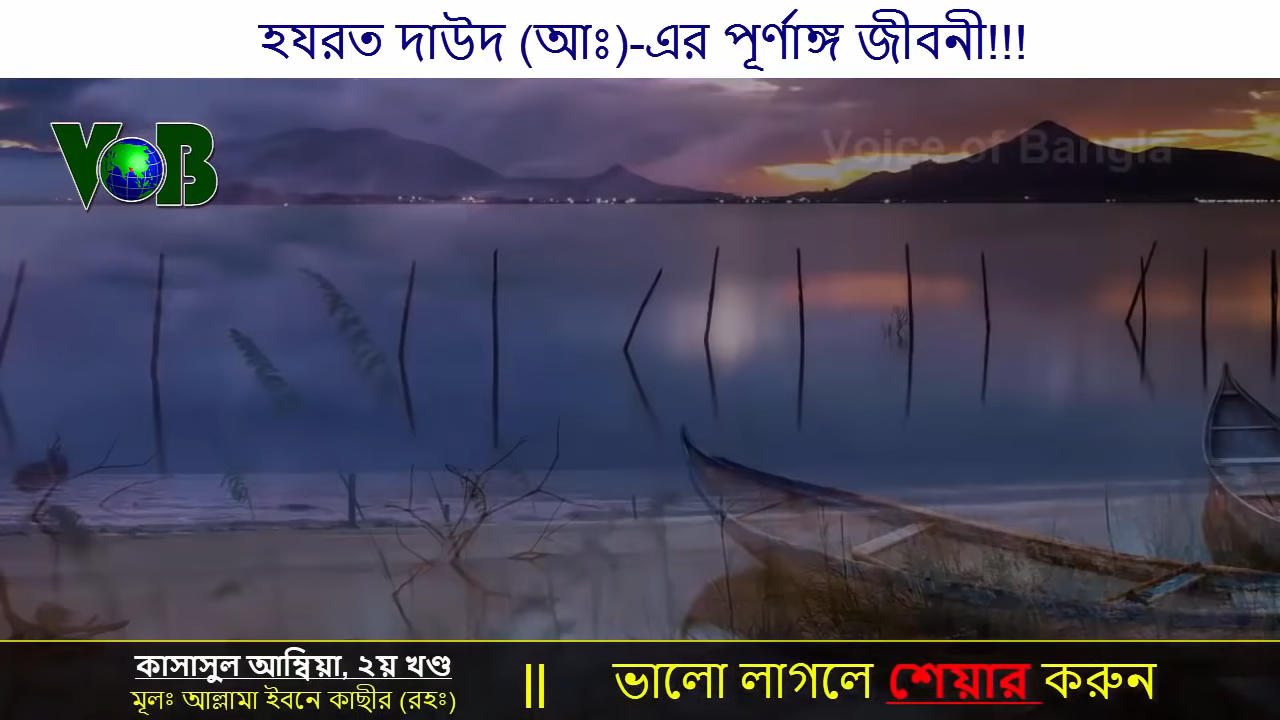 হযরত দাউদ (আঃ)-এর পূর্ণাঙ্গ জীবনী!!!
VOB
Voice of Bangla
কাসাসুল আম্বিয়া, ২য় খণ্ড
মূলঃ আল্লামা ইবনে কাছীর (রহঃ)
||
ভালো লাগলে শেয়ার করুন